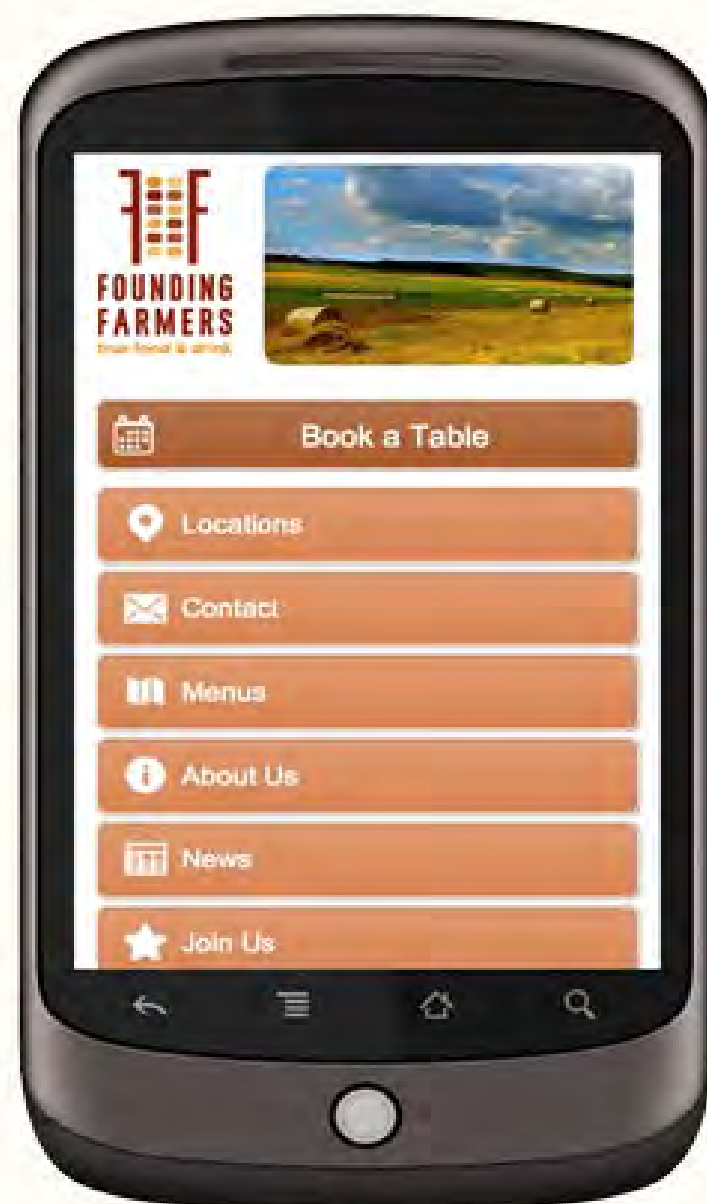 FOUNDING
FARMERS
true food & drink
Book a Table
Locations
Contact
Menus
About Us
News
Join Us